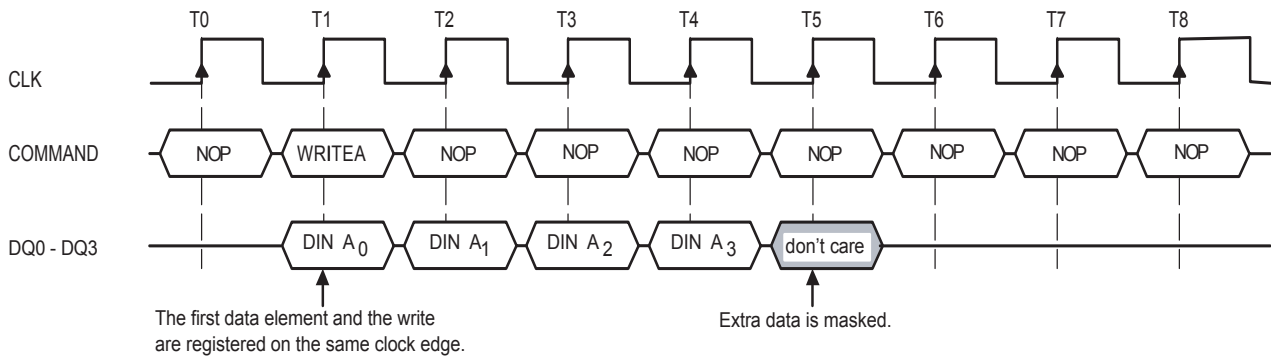 T0 T1 T2 T3 T4 T5 T6 T7 T8
CLK
COMMAND NOP WRITEA NOP NOP NOP NOP NOP NOP NOP
DQ0 - DQ3 DIN A0 DIN A1 DIN A2 DIN A3 don't care
The first data element and the write
are registered on the same clock edge.
Extra data is masked.